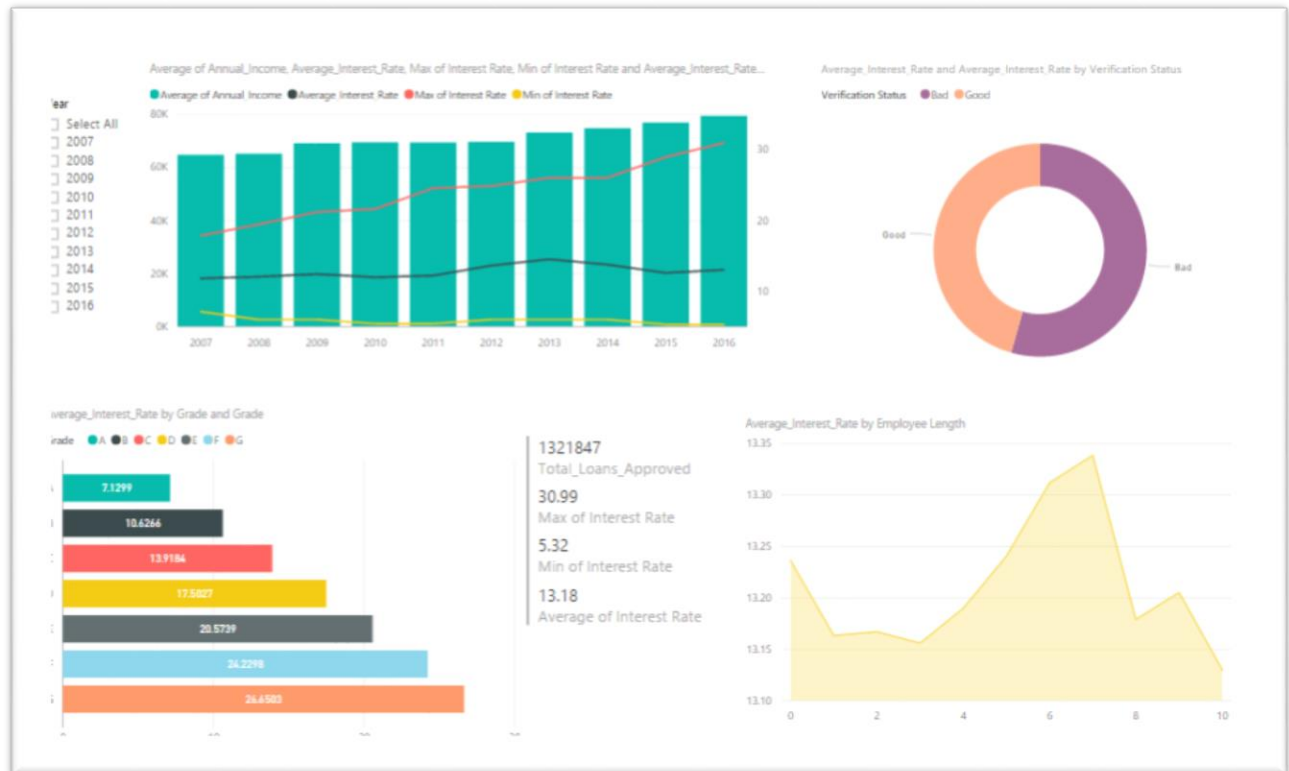 Average of Annual_Income, Average_Interest_Rate, Max of Interest Rate, Min of Interest Rate and Average_Interest_Rate...
Average of Annual_Income Average_Interest_Rate Max of Interest Rate Min of Interest Rate
ear
Select All
2007
2008
2009
2010
2011
2012
2013
2014
2015
2016
80K
60K
40K
20K
0K
30
20
10
2007 2008 2009 2010 2011 2012 2013 2014 2015 2016
Average_Interest_Rate and Average_Interest_Rate by Verification Status
Verification Status Bad Good
Good
Bad
verage_Interest_Rate by Grade and Grade
rade A B C D E F G
7.1299
10.6266
13.9184
17.5027
20.5739
24.2298
26.6503
1321847
Total_Loans_Approved
30.99
Max of Interest Rate
5.32
Min of Interest Rate
13.18
Average of Interest Rate
Average_Interest_Rate by Employee Length
13.35
13.30
13.25
13.20
13.15
13.10
0 2 4 6 8 10